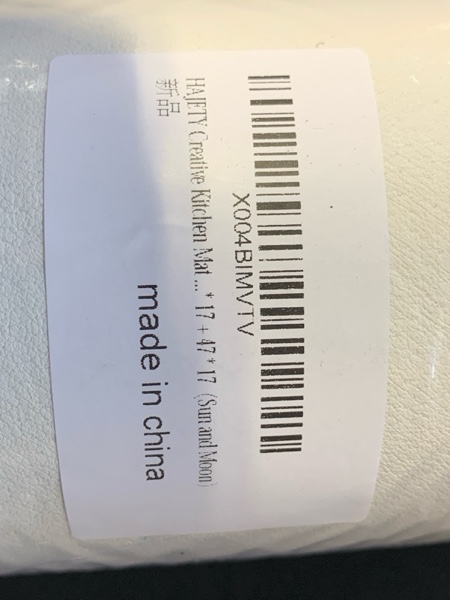 X004BIMVTV
HAJETY Creative Kitchen Mat ... * 17 + 47 * 17 (Sun and Moon)
新品
made in china